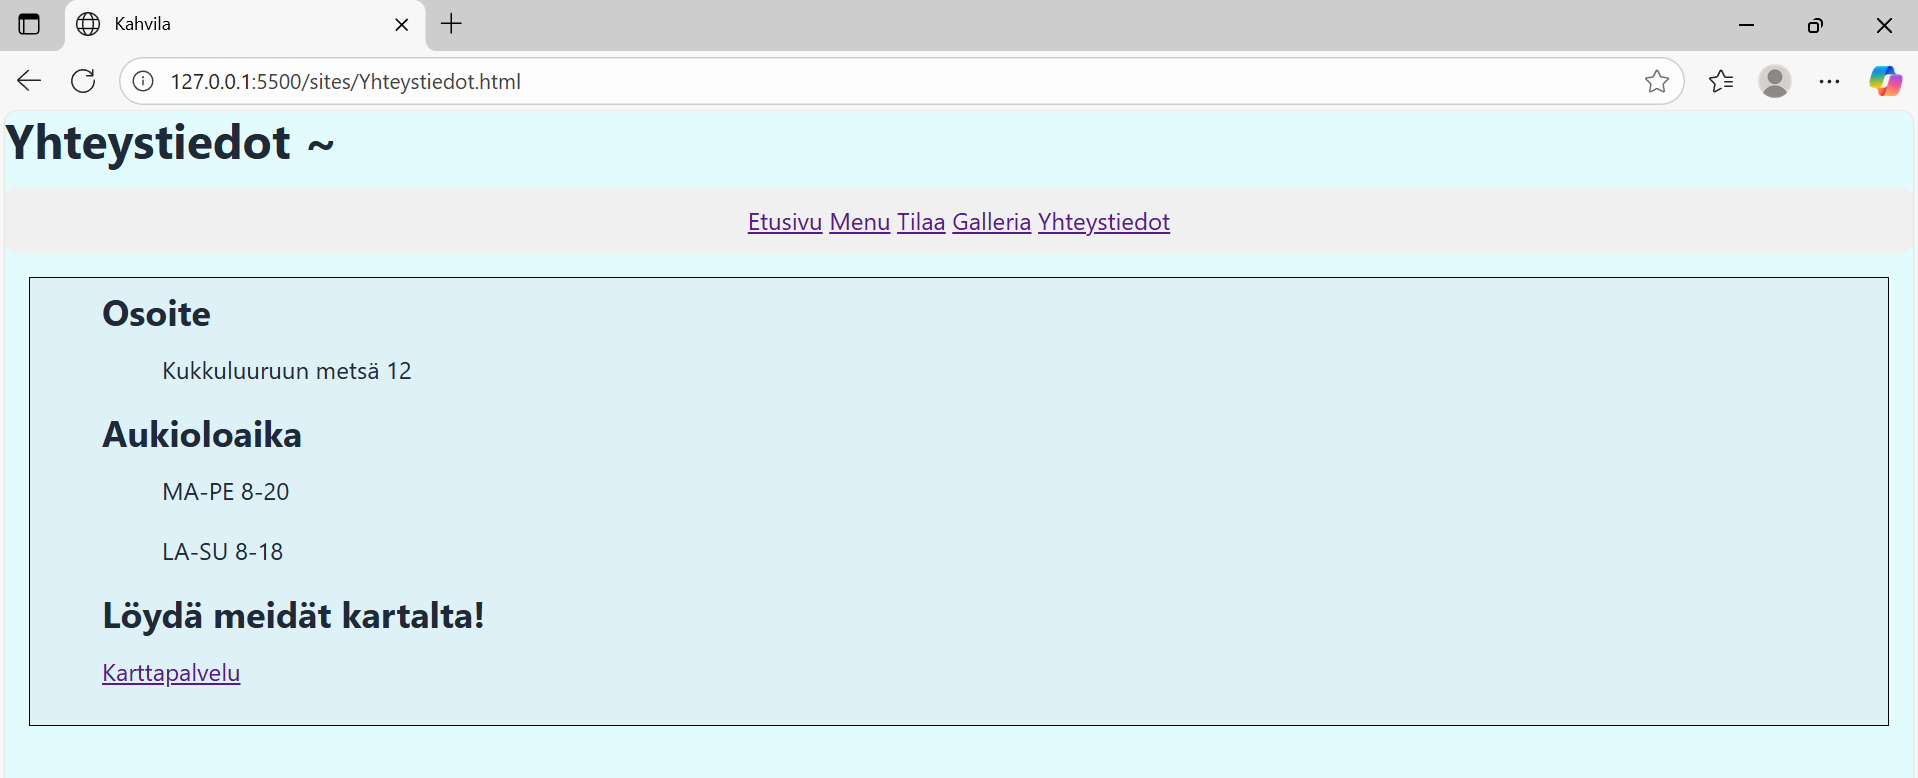 Kahvila
127.0.0.1:5500/sites/Yhteystiedot.html
Yhteystiedot ~
Etusivu Menu Tilaa Galleria Yhteystiedot
Osoite
Kukkuluuruun metsä 12
Aukioloaika
MA-PE 8-20
LA-SU 8-18
Löydä meidät kartalta!
Karttapalvelu